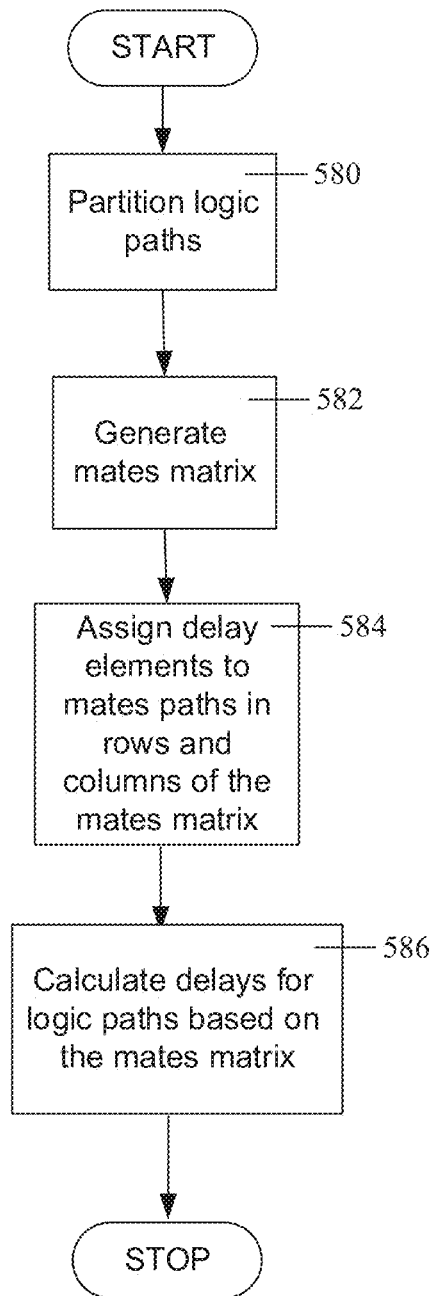 START
580
Partition logic
paths
582
Generate
mates matrix
Assign delay
584
elements to
mates paths in
rows and
columns of the
mates matrix
586
Calculate delays for
logic paths based on
the mates matrix
STOP